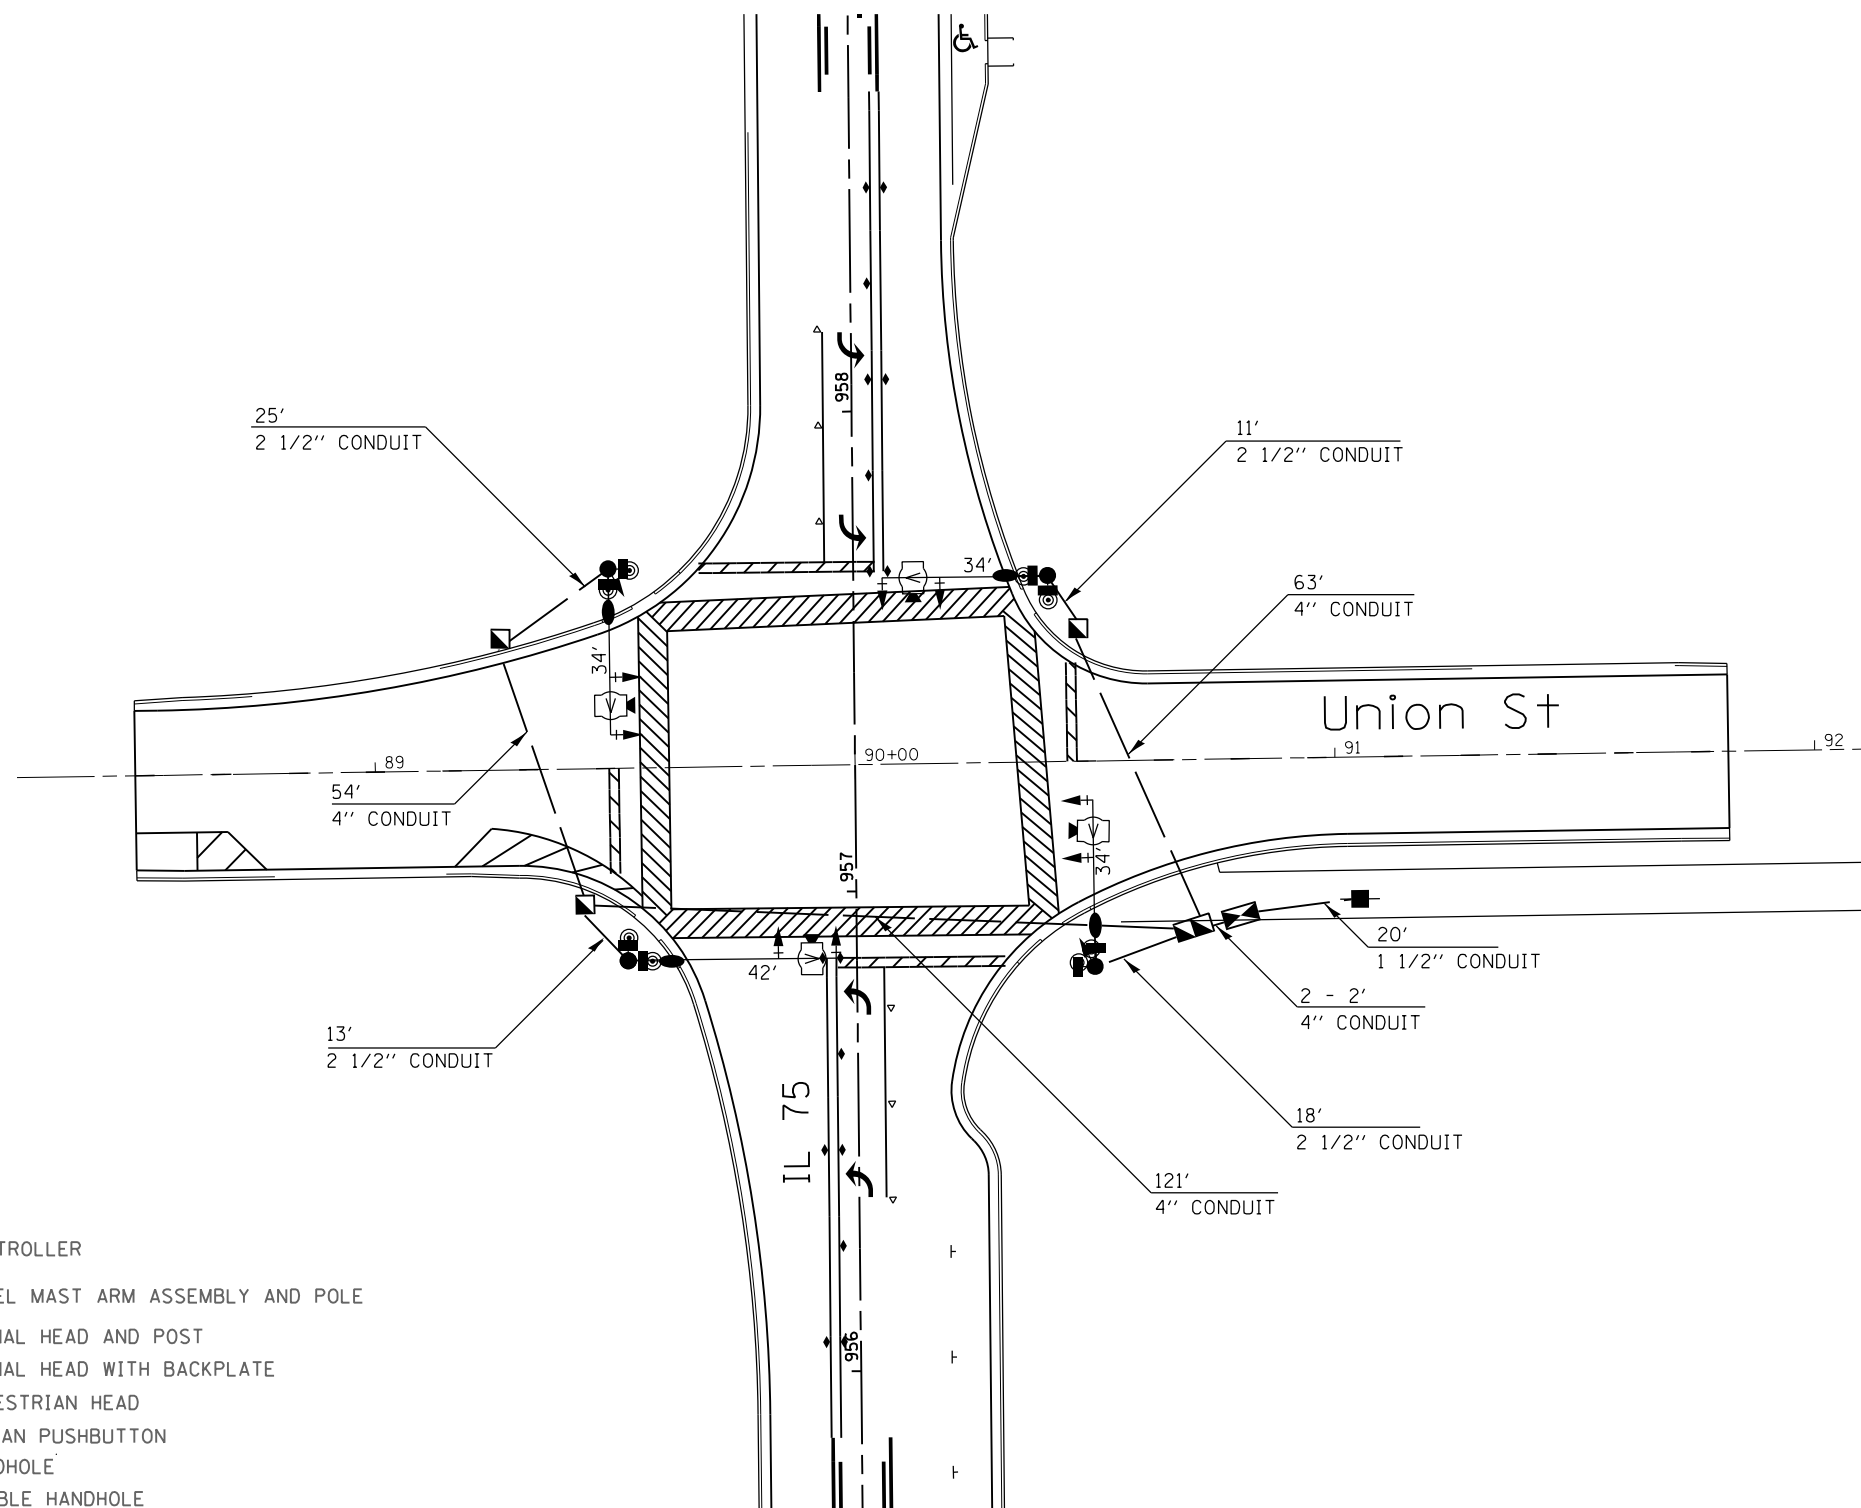 958
25′
2 1/2″ CONDUIT
11′
2 1/2″ CONDUIT
34′
63′
4″ CONDUIT
34′
Union St
89
90+00
91
92
54′
4″ CONDUIT
957
34′
42′
20′
1 1/2″ CONDUIT
2 - 2′
4″ CONDUIT
13′
2 1/2″ CONDUIT
IL 75
18′
2 1/2″ CONDUIT
121′
4″ CONDUIT
956
TROLLER
EL MAST ARM ASSEMBLY AND POLE
NAL HEAD AND POST
NAL HEAD WITH BACKPLATE
ESTRIAN HEAD
AN PUSHBUTTON
DHOLE
BLE HANDHOLE